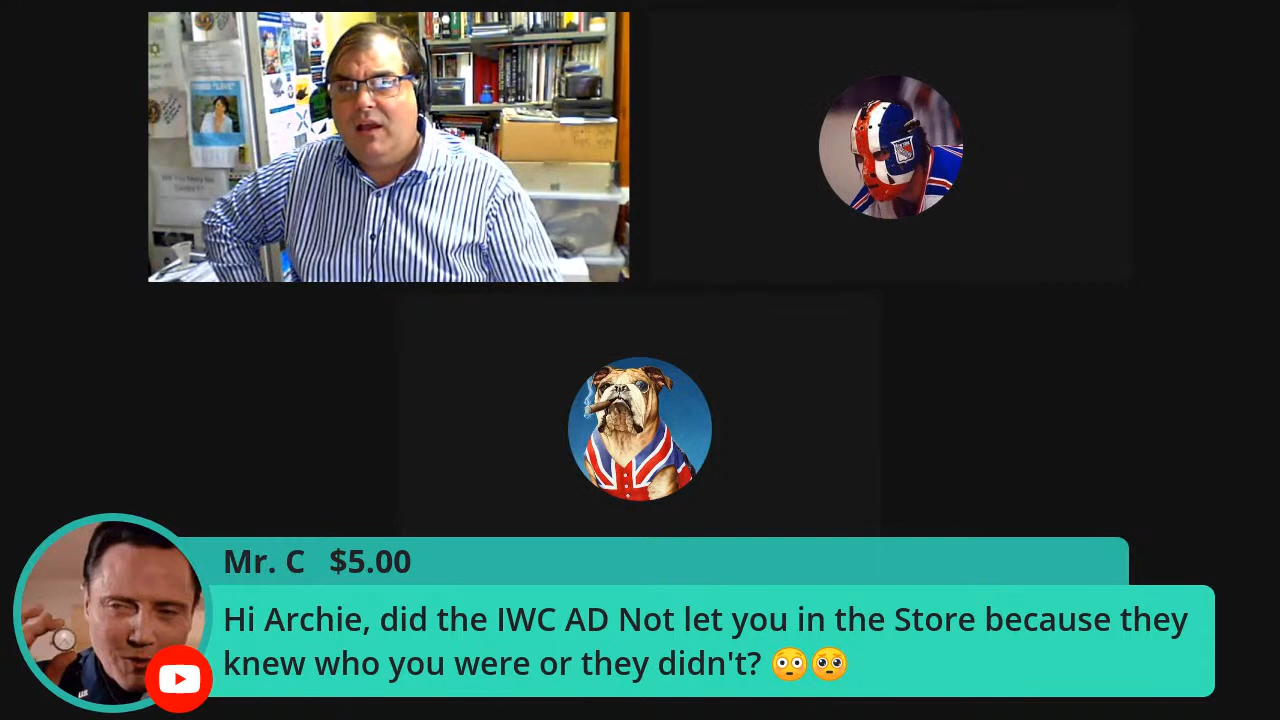 Mr. C $5.00
Hi Archie, did the IWC AD Not let you in the Store because they
knew who you were or they didn't? 😳🥺